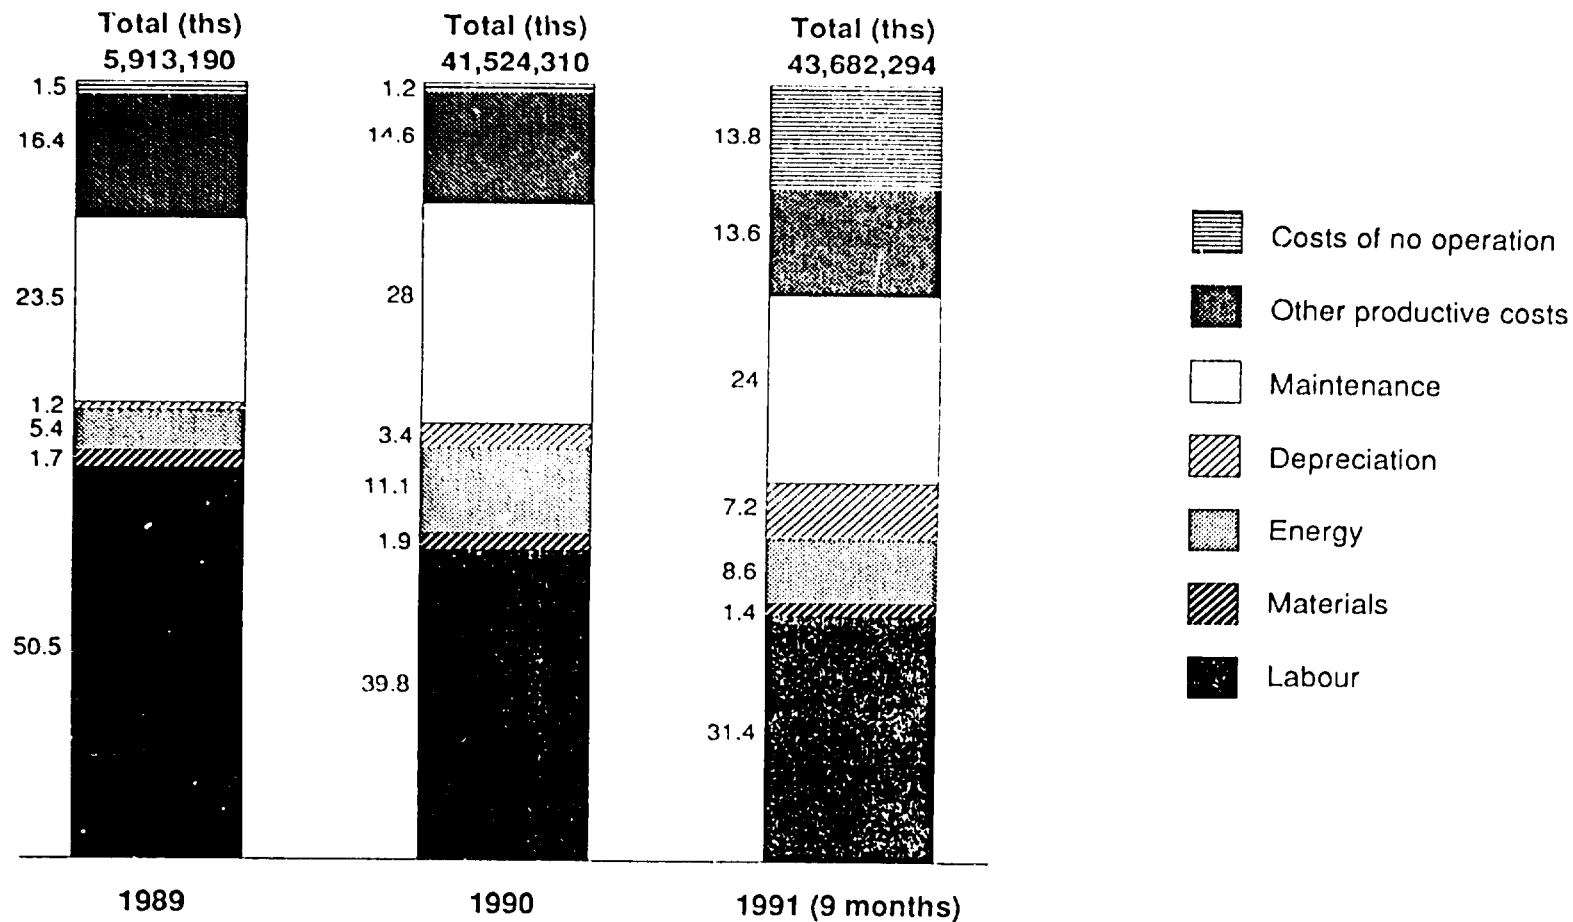 Total (ths)
5,913,190
1.5
16.4
23.5
1.2
5.4
1.7
50.5
1989
Total (ths)
41,524,310
1.2
14.6
28
3.4
11.1
1.9
39.8
1990
Total (ths)
43,682,294
13.8
13.6
24
7.2
8.6
1.4
31.4
1991 (9 months)
Costs of no operation
Other productive costs
Maintenance
Depreciation
Energy
Materials
Labour